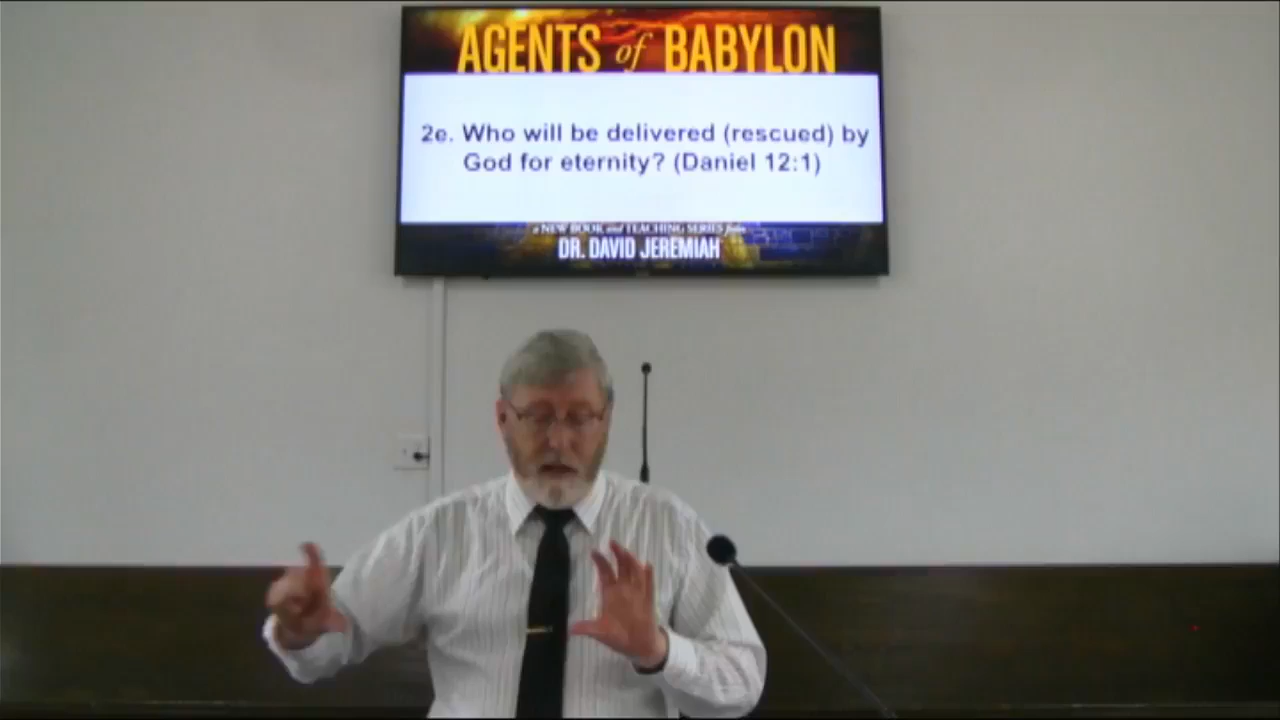 AGENTS of BABYLON
2e. Who will be delivered (rescued) by
God for eternity? (Daniel 12:1)
a NEW BOOK and TEACHING SERIES from
DR. DAVID JEREMIAH